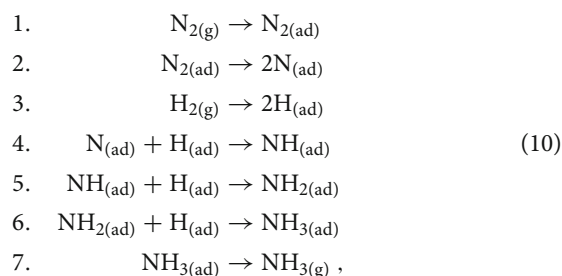 1. N₂₍g₎ → N₂₍ad₎
2. N₂₍ad₎ → 2N₍ad₎
3. H₂₍g₎ → 2H₍ad₎
4. N₍ad₎ + H₍ad₎ → NH₍ad₎ (10)
5. NH₍ad₎ + H₍ad₎ → NH₂₍ad₎
6. NH₂₍ad₎ + H₍ad₎ → NH₃₍ad₎
7. NH₃₍ad₎ → NH₃₍g₎ ,